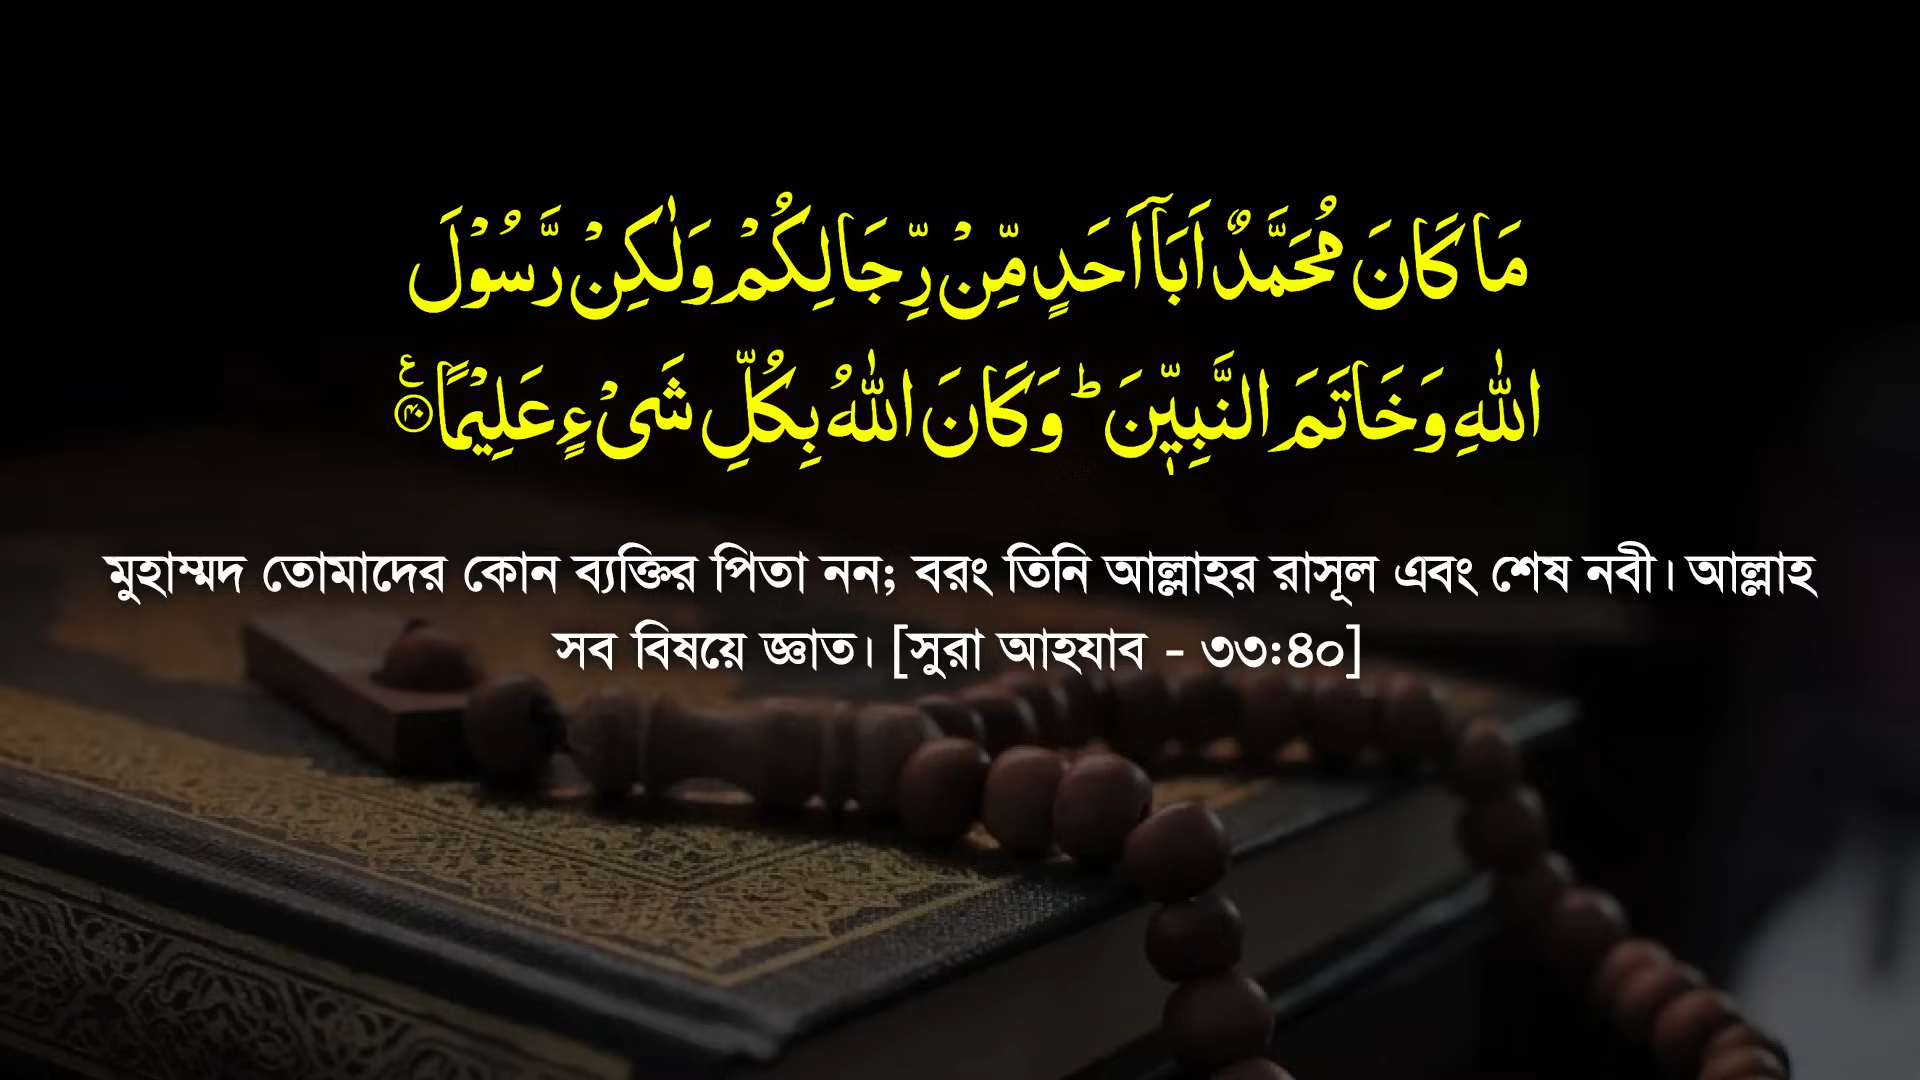 مَا كَانَ مُحَمَّدٌ اَبَآ اَحَدٍ مِّنْ رِّجَالِكُمْ وَلٰكِنْ رَّسُوْلَ
اللّٰهِ وَخَاتَمَ النَّبِيّٖنَ ؕ وَكَانَ اللّٰهُ بِكُلِّ شَیْءٍ عَلِيْمًا ۴۰ ع
মুহাম্মদ তোমাদের কোন ব্যক্তির পিতা নন; বরং তিনি আল্লাহর রাসূল এবং শেষ নবী। আল্লাহ
সব বিষয়ে জ্ঞাত। [সুরা আহযাব - ৩৩:৪০]